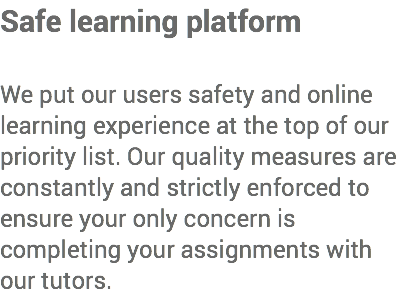 Safe learning platform
We put our users safety and online
learning experience at the top of our
priority list. Our quality measures are
constantly and strictly enforced to
ensure your only concern is
completing your assignments with
our tutors.